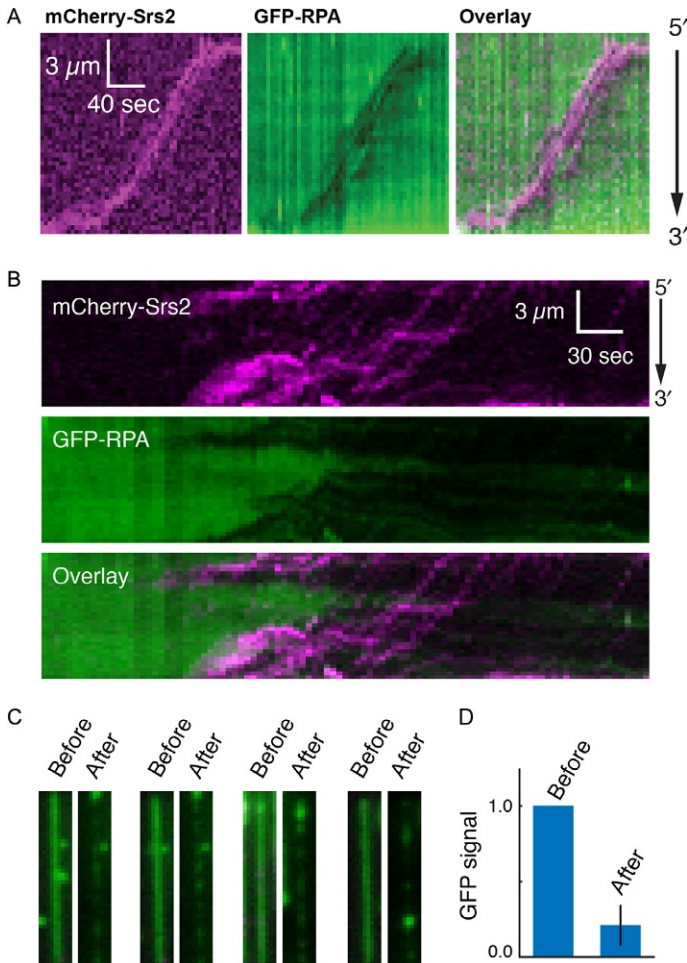 A
mCherry-Srs2
GFP-RPA
Overlay
5′
3 µm
40 sec
3′
B
mCherry-Srs2
5′
3 µm
30 sec
3′
GFP-RPA
Overlay
C
Before
After
Before
After
Before
After
Before
After
D
GFP signal
1.0
0.0
Before
After